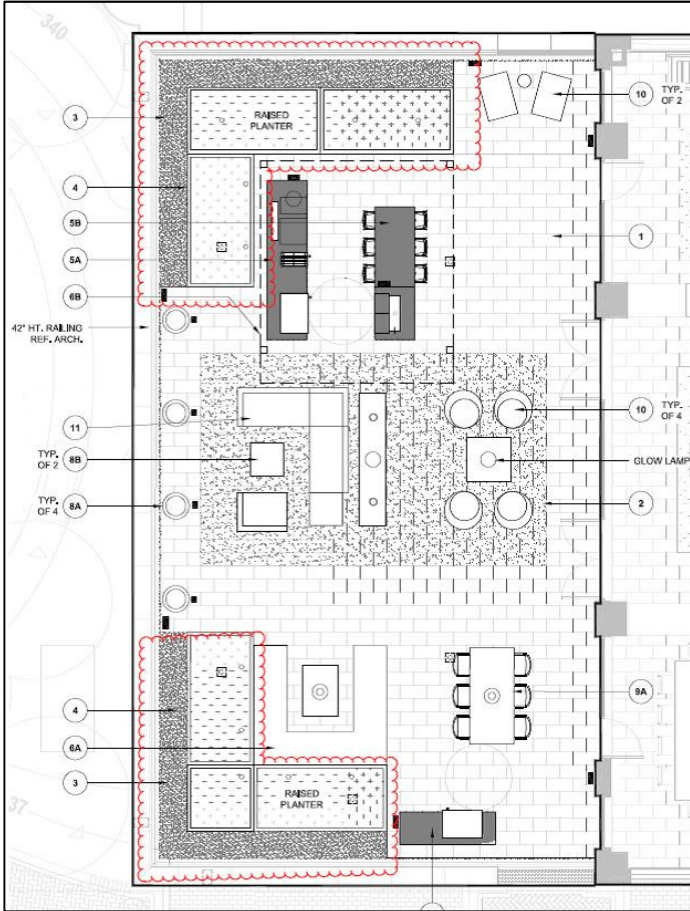 340
10
TYP.
OF 2
3
RAISED
PLANTER
4
5B
1
5A
6B
42" HT. RAILING
REF. ARCH.
10
TYP.
OF 4
11
TYP.
OF 2
8B
GLOW LAMP
TYP.
OF 4
8A
2
9A
4
6A
3
RAISED
PLANTER
37